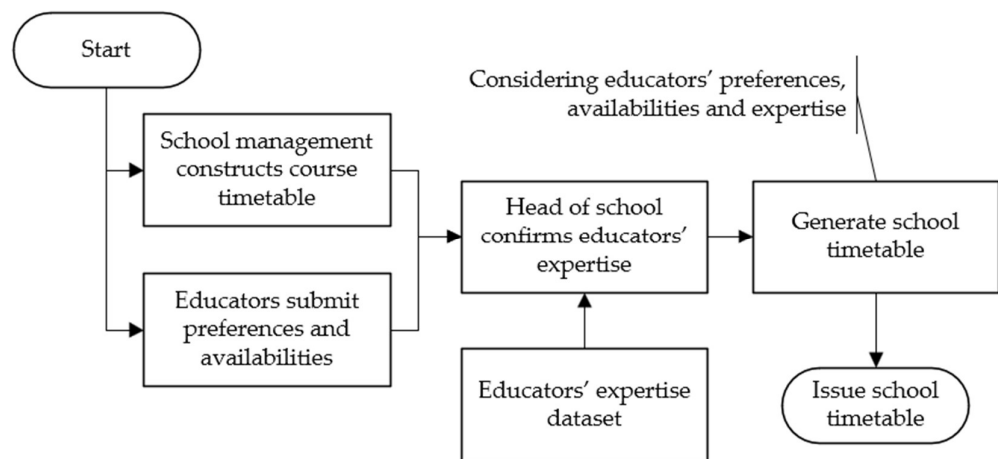 Start
School management
constructs course
timetable
Educators submit
preferences and
availabilities
Head of school
confirms educators’
expertise
Educators’ expertise
dataset
Considering educators’ preferences,
availabilities and expertise
Generate school
timetable
Issue school
timetable